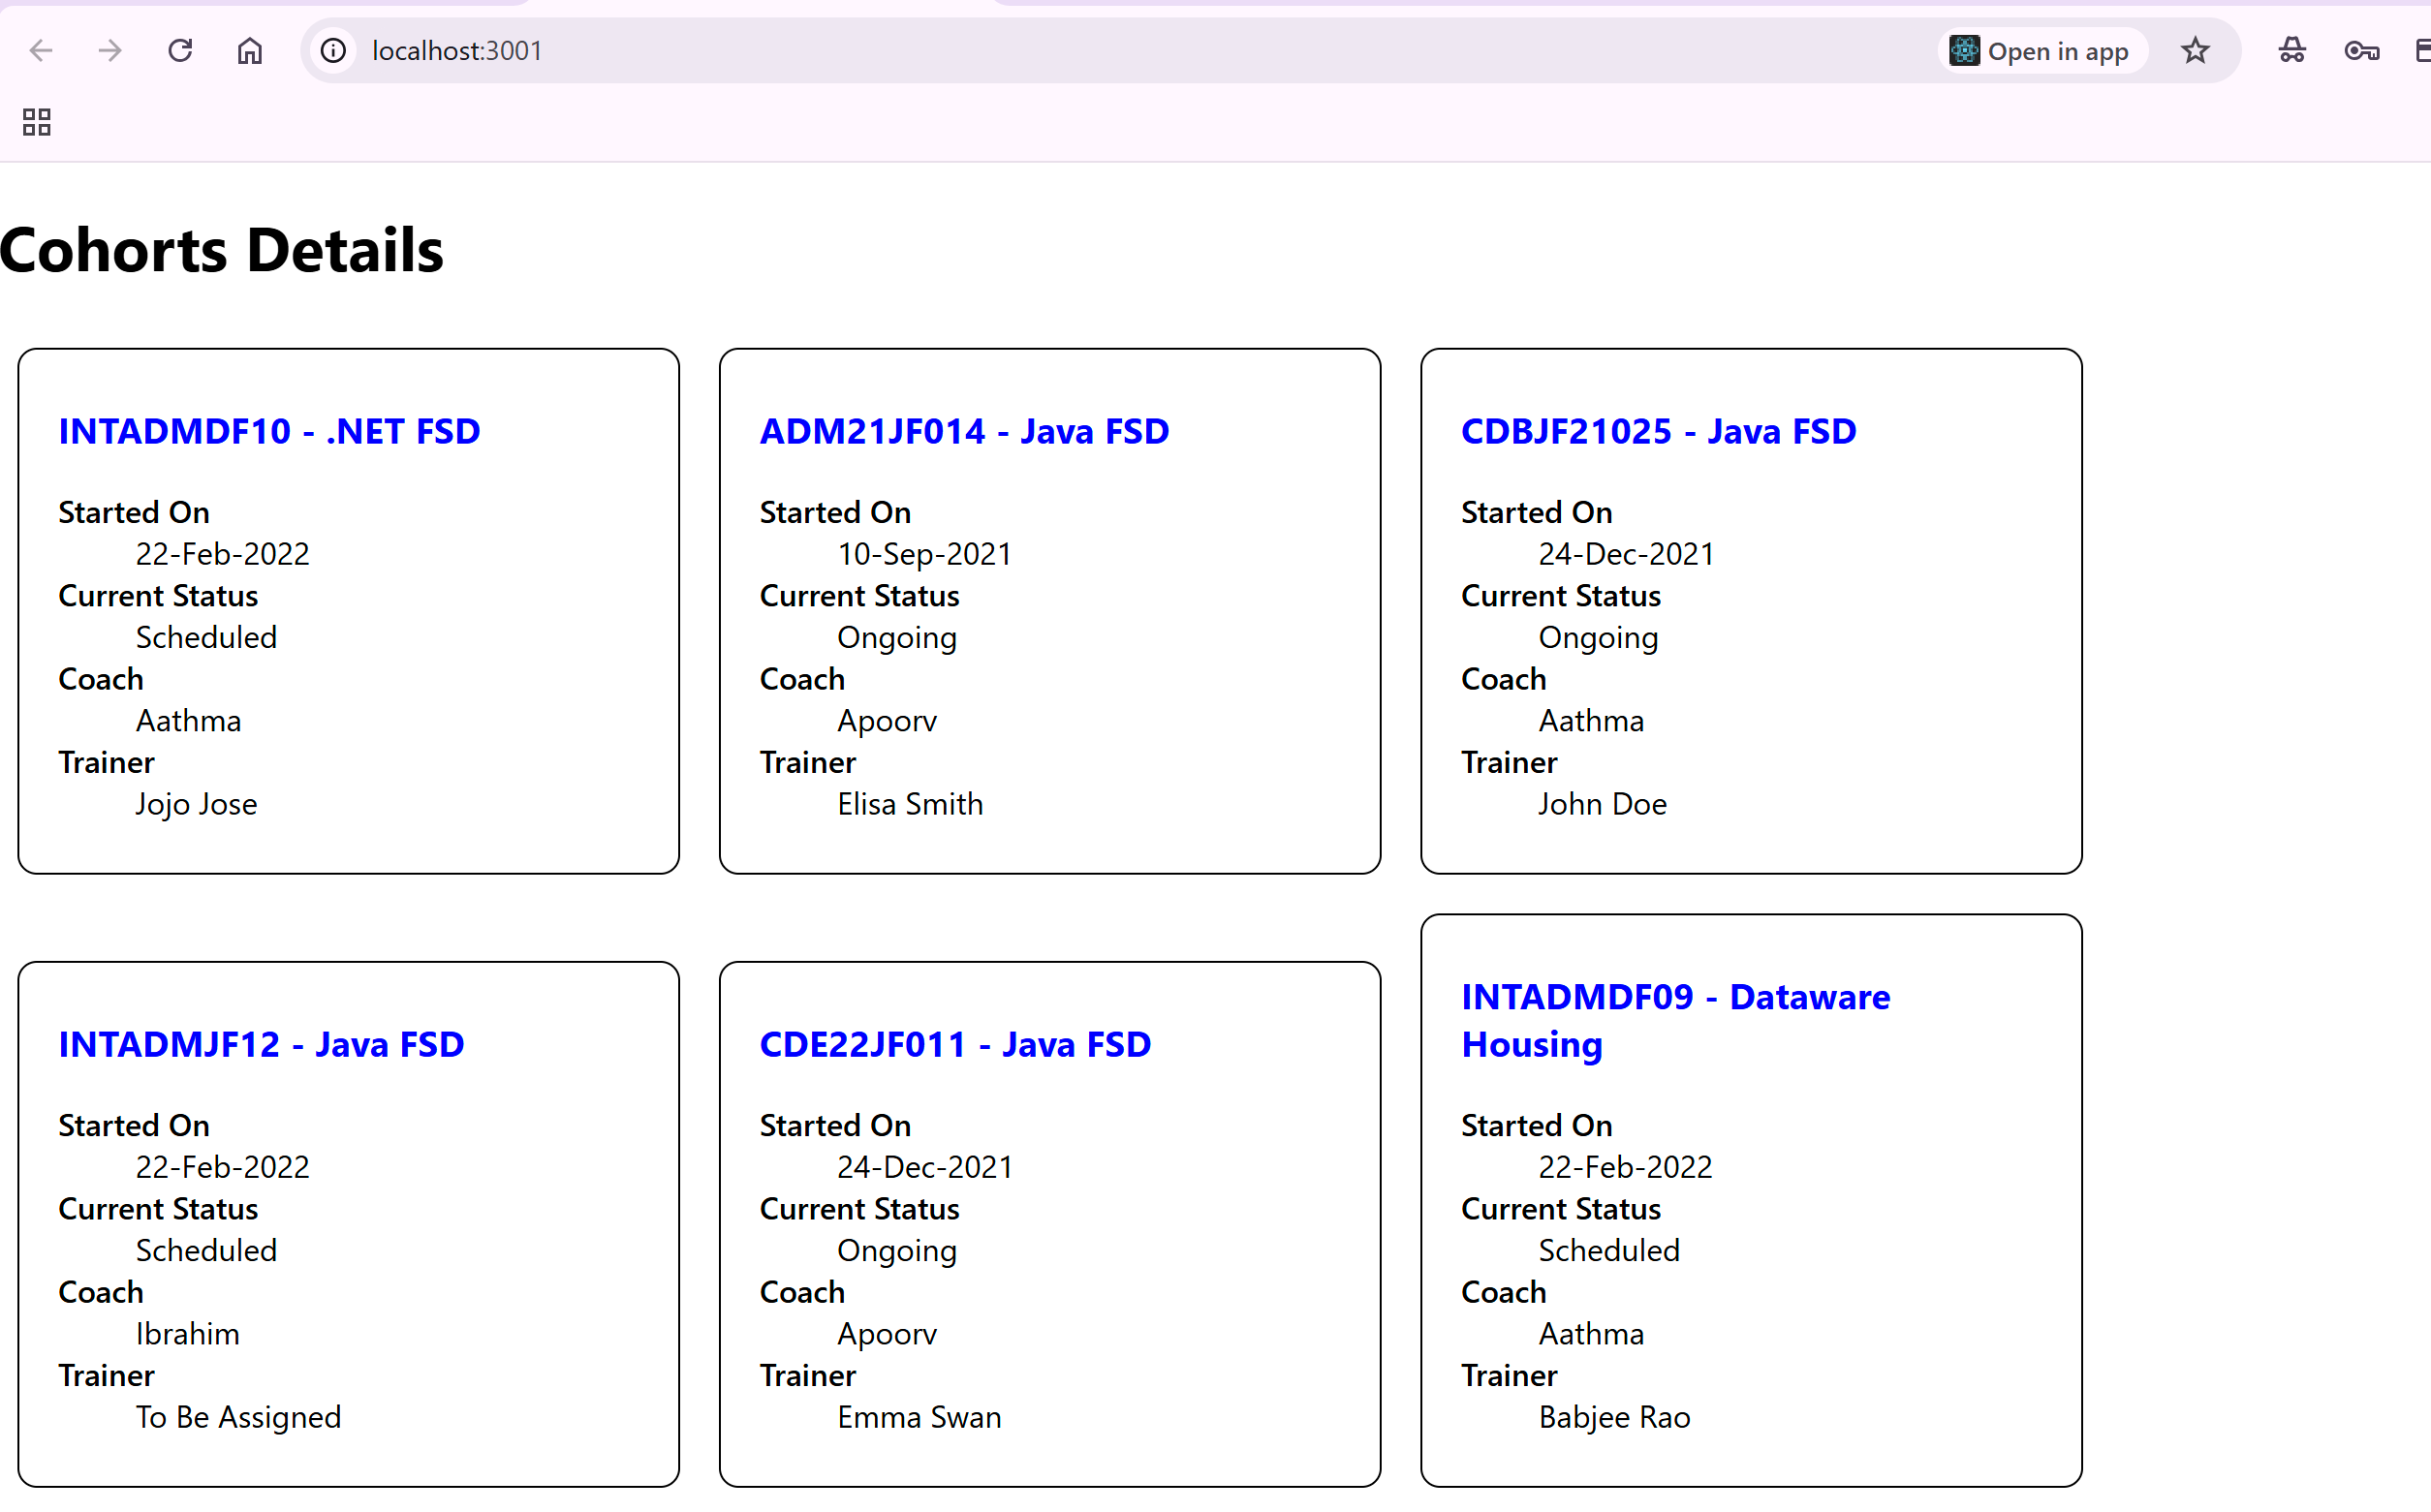 localhost:3001
Open in app
Cohorts Details
INTADMDF10 - .NET FSD
Started On
22-Feb-2022
Current Status
Scheduled
Coach
Aathma
Trainer
Jojo Jose
ADM21JF014 - Java FSD
Started On
10-Sep-2021
Current Status
Ongoing
Coach
Apoorv
Trainer
Elisa Smith
CDBJF21025 - Java FSD
Started On
24-Dec-2021
Current Status
Ongoing
Coach
Aathma
Trainer
John Doe
INTADMJF12 - Java FSD
Started On
22-Feb-2022
Current Status
Scheduled
Coach
Ibrahim
Trainer
To Be Assigned
CDE22JF011 - Java FSD
Started On
24-Dec-2021
Current Status
Ongoing
Coach
Apoorv
Trainer
Emma Swan
INTADMDF09 - Dataware
Housing
Started On
22-Feb-2022
Current Status
Scheduled
Coach
Aathma
Trainer
Babjee Rao